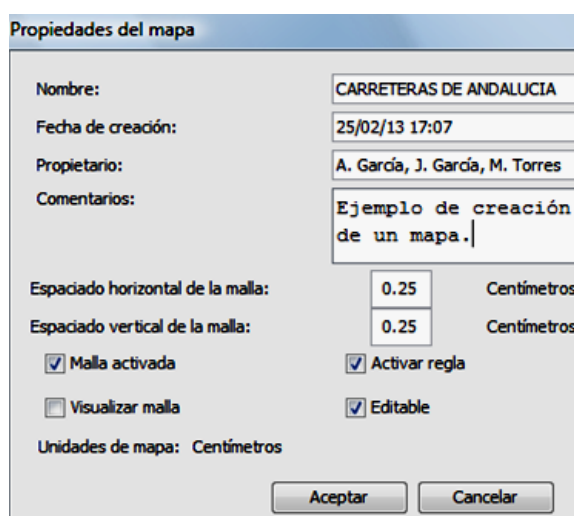 Propiedades del mapa
Nombre: CARRETERAS DE ANDALUCIA
Fecha de creación: 25/02/13 17:07
Propietario: A. García, J. García, M. Torres
Comentarios: Ejemplo de creación
de un mapa.
Espaciado horizontal de la malla: 0.25 Centímetros
Espaciado vertical de la malla: 0.25 Centímetros
Malla activada Activar regla
Visualizar malla Editable
Unidades de mapa: Centímetros
Aceptar Cancelar